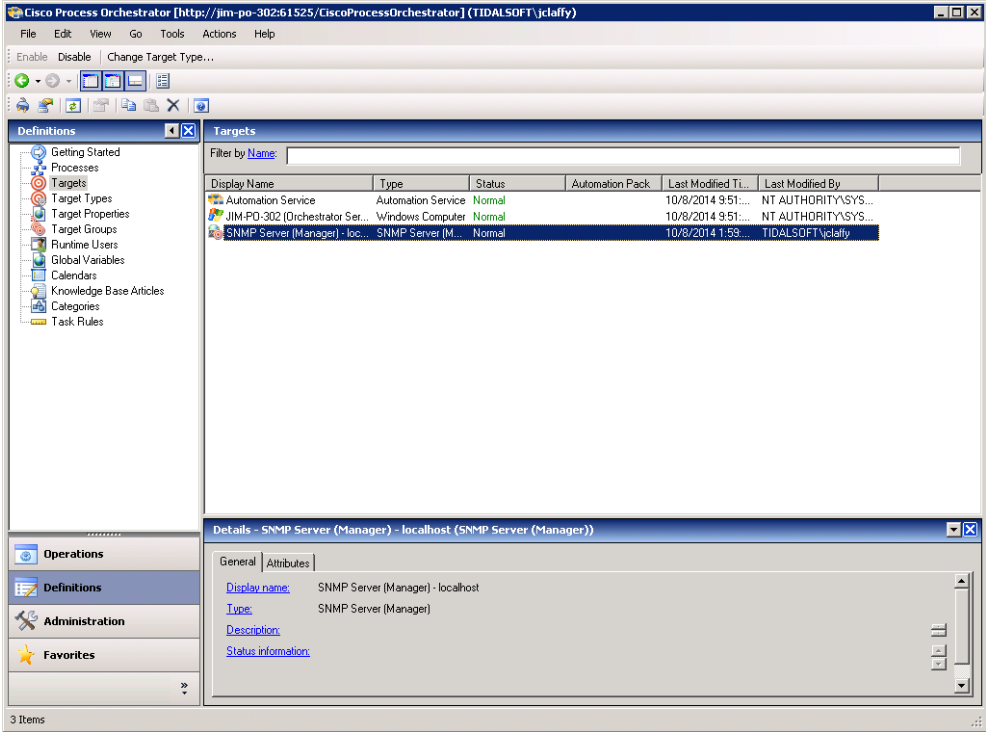 Cisco Process Orchestrator [http://jim-po-302:61525/CiscoProcessOrchestrator] (TIDALSOFT\jclaffy)
File Edit View Go Tools Actions Help
Enable Disable Change Target Type...
Definitions
Getting Started
Processes
Targets
Target Types
Target Properties
Target Groups
Runtime Users
Global Variables
Calendars
Knowledge Base Articles
Categories
Task Rules
Operations
Definitions
Administration
Favorites
Targets
Filter by Name:
Display Name Type Status Automation Pack Last Modified Ti... Last Modified By
Automation Service Automation Service Normal 10/8/2014 9:51:... NT AUTHORITY\SYS...
JIM-PO-302 (Orchestrator Ser... Windows Computer Normal 10/8/2014 9:51:... NT AUTHORITY\SYS...
SNMP Server (Manager) - loc... SNMP Server (M... Normal 10/8/2014 1:59:... TIDALSOFT\jclaffy
Details - SNMP Server (Manager) - localhost (SNMP Server (Manager))
General Attributes
Display name: SNMP Server (Manager) - localhost
Type: SNMP Server (Manager)
Description:
Status information:
3 Items